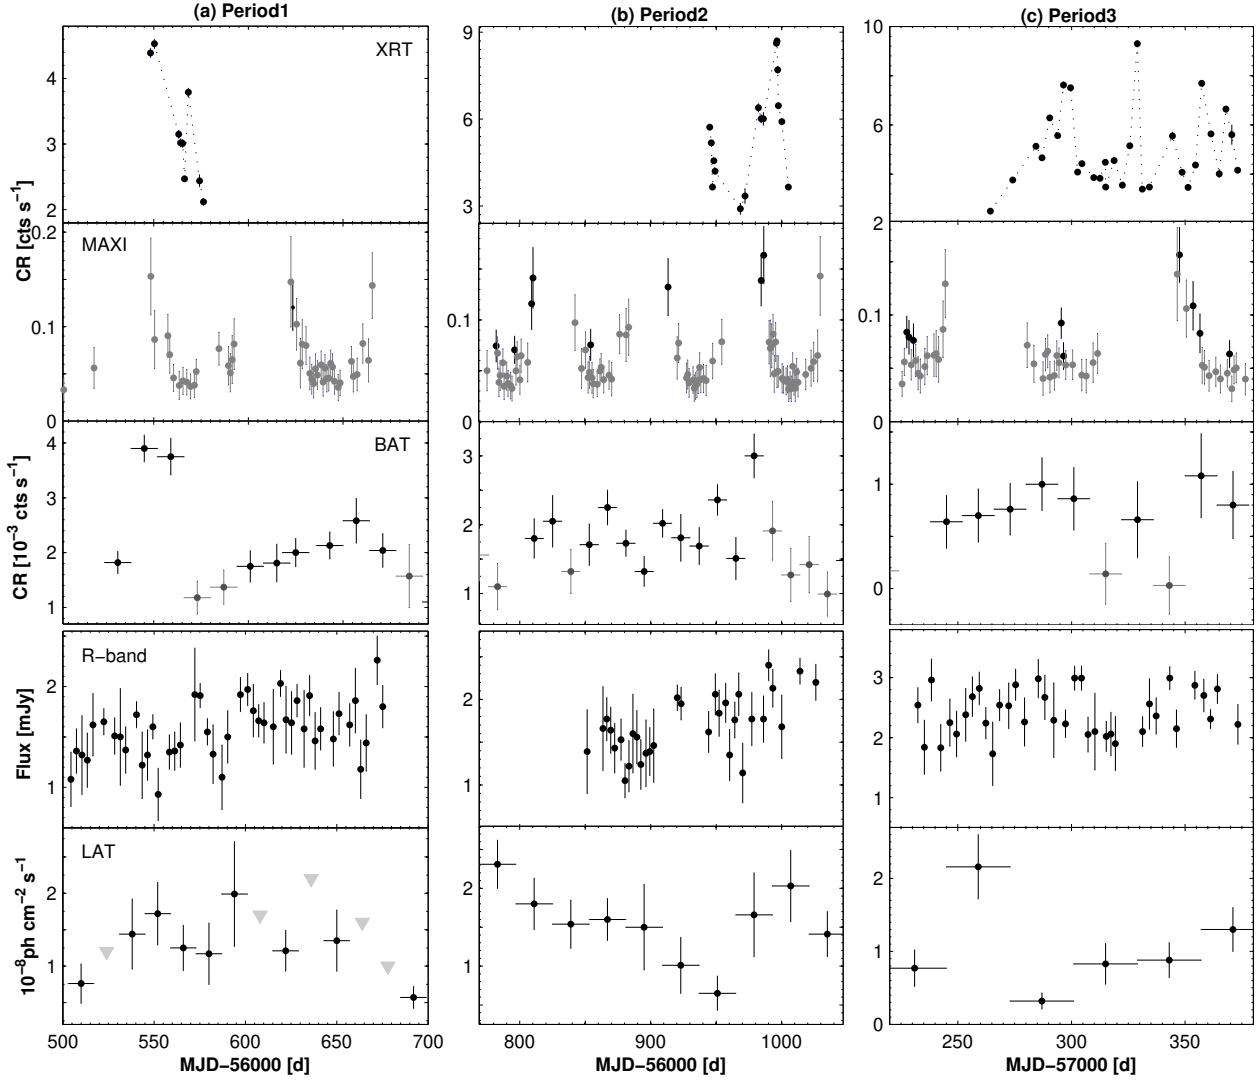 (a) Period1
(b) Period2
(c) Period3
XRT
4
3
2
9
6
3
10
6
2
CR [cts s⁻¹]
MAXI
0.2
0.1
0
0.1
0
2
0.1
0
BAT
CR [10⁻³ cts s⁻¹]
4
3
2
1
3
2
1
1
0
R−band
Flux [mJy]
2
1
2
1
3
2
1
LAT
10⁻⁸ph cm⁻² s⁻¹
2
1
2
1
2
1
0
500 550 600 650 700
800 900 1000
250 300 350
MJD−56000 [d]
MJD−56000 [d]
MJD−57000 [d]